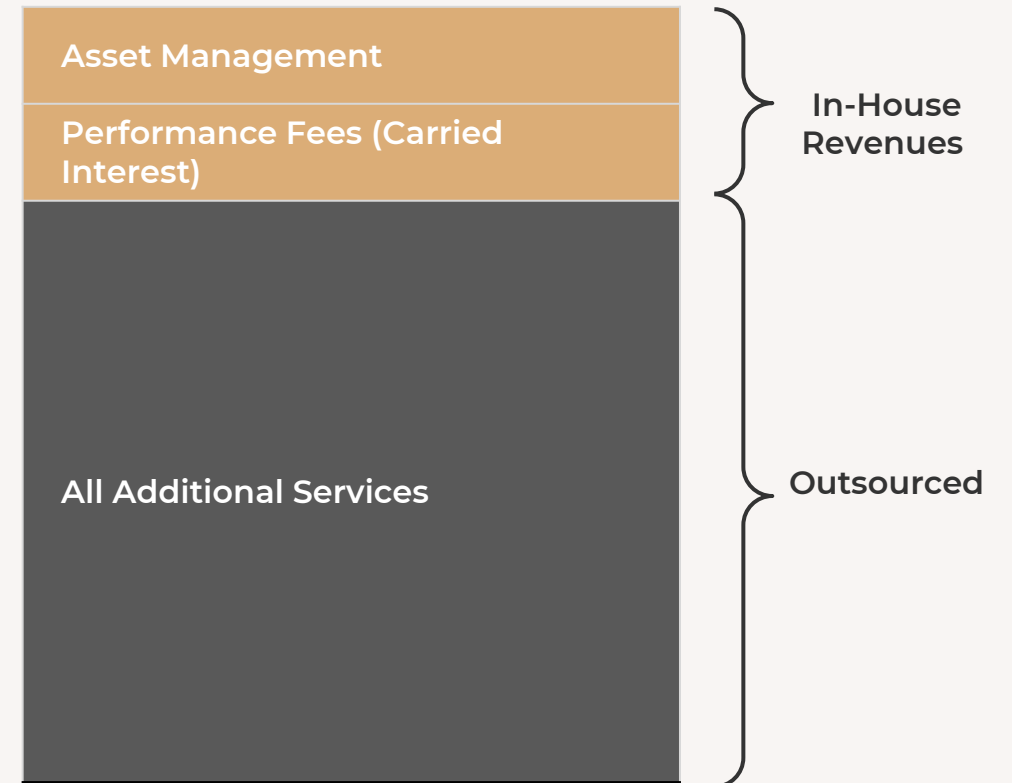 Asset Management
Performance Fees (Carried
Interest)
In-House
Revenues
All Additional Services
Outsourced